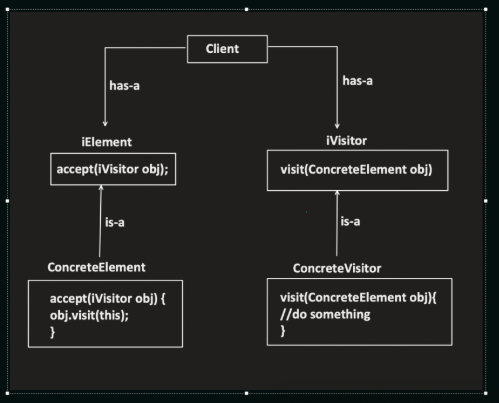 Client
has-a
has-a
iElement
accept(iVisitor obj);
iVisitor
visit(ConcreteElement obj)
is-a
is-a
ConcreteElement
accept(iVisitor obj) {
obj.visit(this);
}
ConcreteVisitor
visit(ConcreteElement obj){
//do something
}